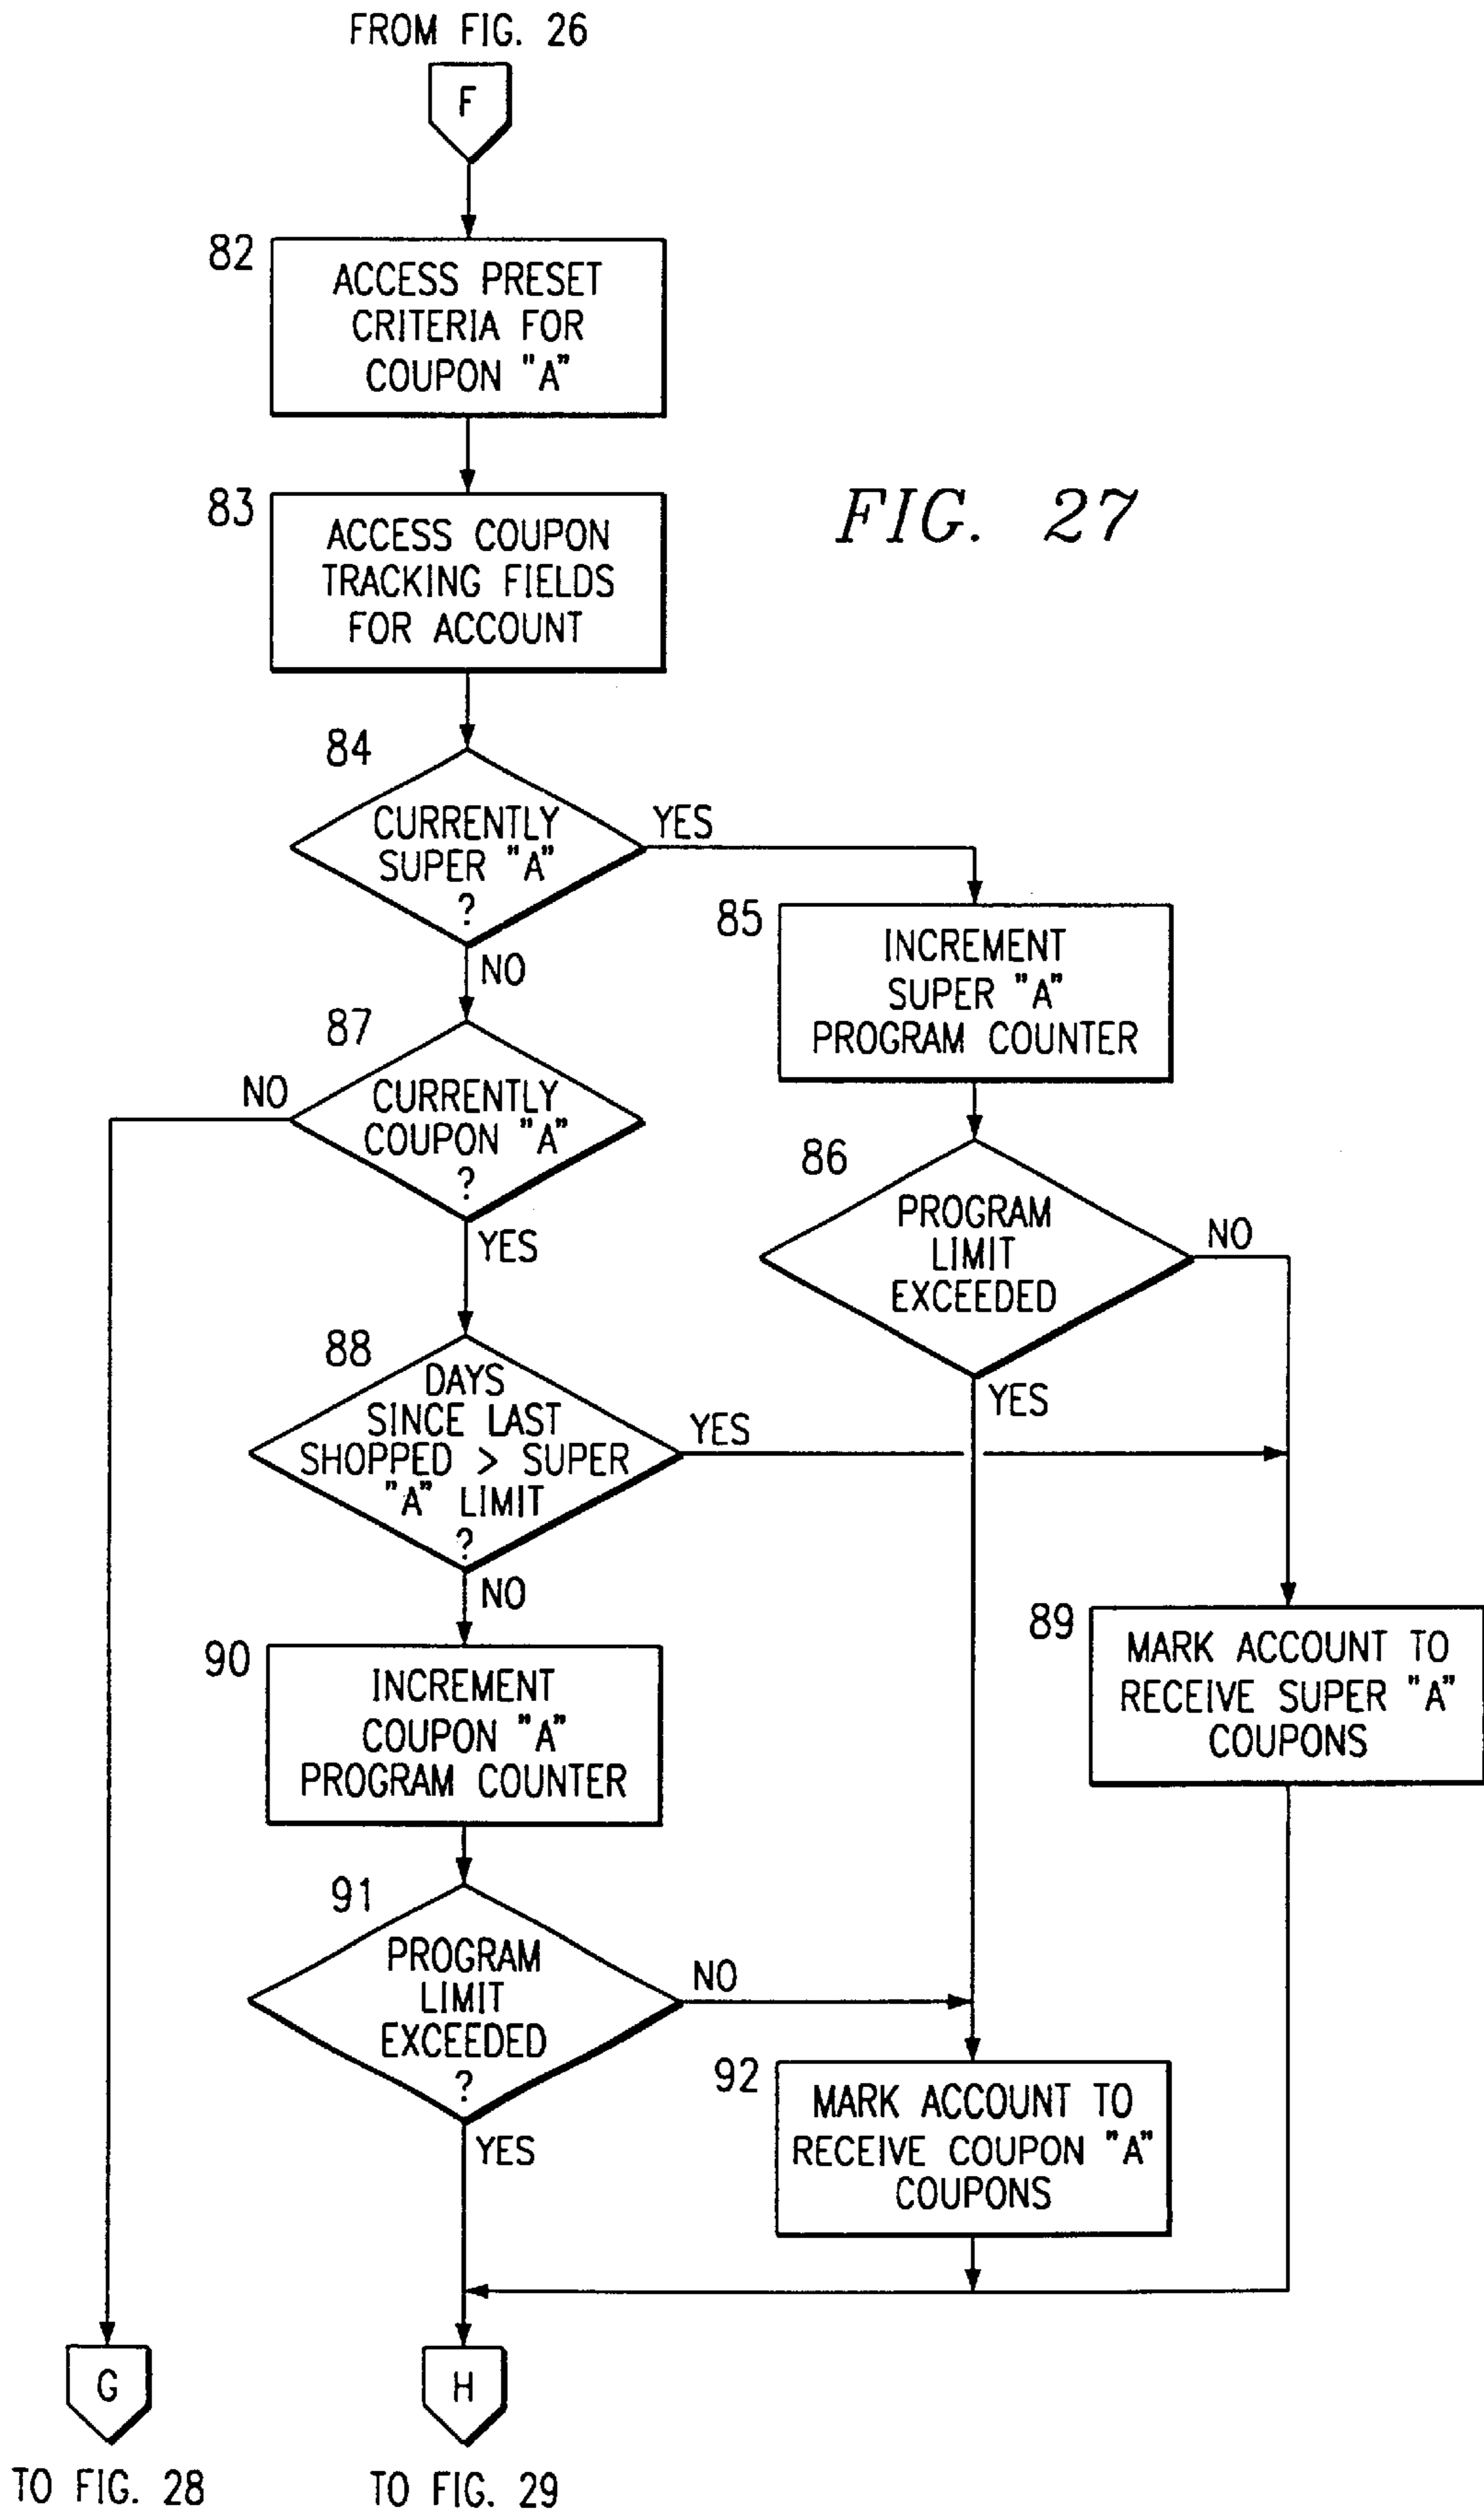 FROM FIG. 26
F
82
ACCESS PRESET
CRITERIA FOR
COUPON "A"
83
ACCESS COUPON
TRACKING FIELDS
FOR ACCOUNT
FIG. 27
84
CURRENTLY
SUPER "A"
?
YES
NO
85
INCREMENT
SUPER "A"
PROGRAM COUNTER
87
CURRENTLY
COUPON "A"
?
NO
YES
86
PROGRAM
LIMIT
EXCEEDED
NO
YES
88
DAYS
SINCE LAST
SHOPPED > SUPER
"A" LIMIT
?
YES
NO
89
MARK ACCOUNT TO
RECEIVE SUPER "A"
COUPONS
90
INCREMENT
COUPON "A"
PROGRAM COUNTER
91
PROGRAM
LIMIT
EXCEEDED
?
NO
YES
92
MARK ACCOUNT TO
RECEIVE COUPON "A"
COUPONS
G
H
TO FIG. 28
TO FIG. 29